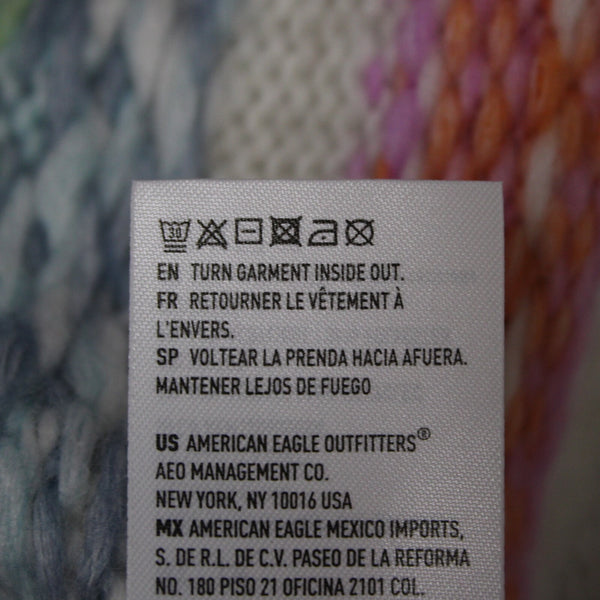 30
EN TURN GARMENT INSIDE OUT.
FR RETOURNER LE VÊTEMENT À
L'ENVERS.
SP VOLTEAR LA PRENDA HACIA AFUERA.
MANTENER LEJOS DE FUEGO
US AMERICAN EAGLE OUTFITTERS®
AEO MANAGEMENT CO.
NEW YORK, NY 10016 USA
MX AMERICAN EAGLE MEXICO IMPORTS,
S. DE R.L. DE C.V. PASEO DE LA REFORMA
NO. 180 PISO 21 OFICINA 2101 COL.